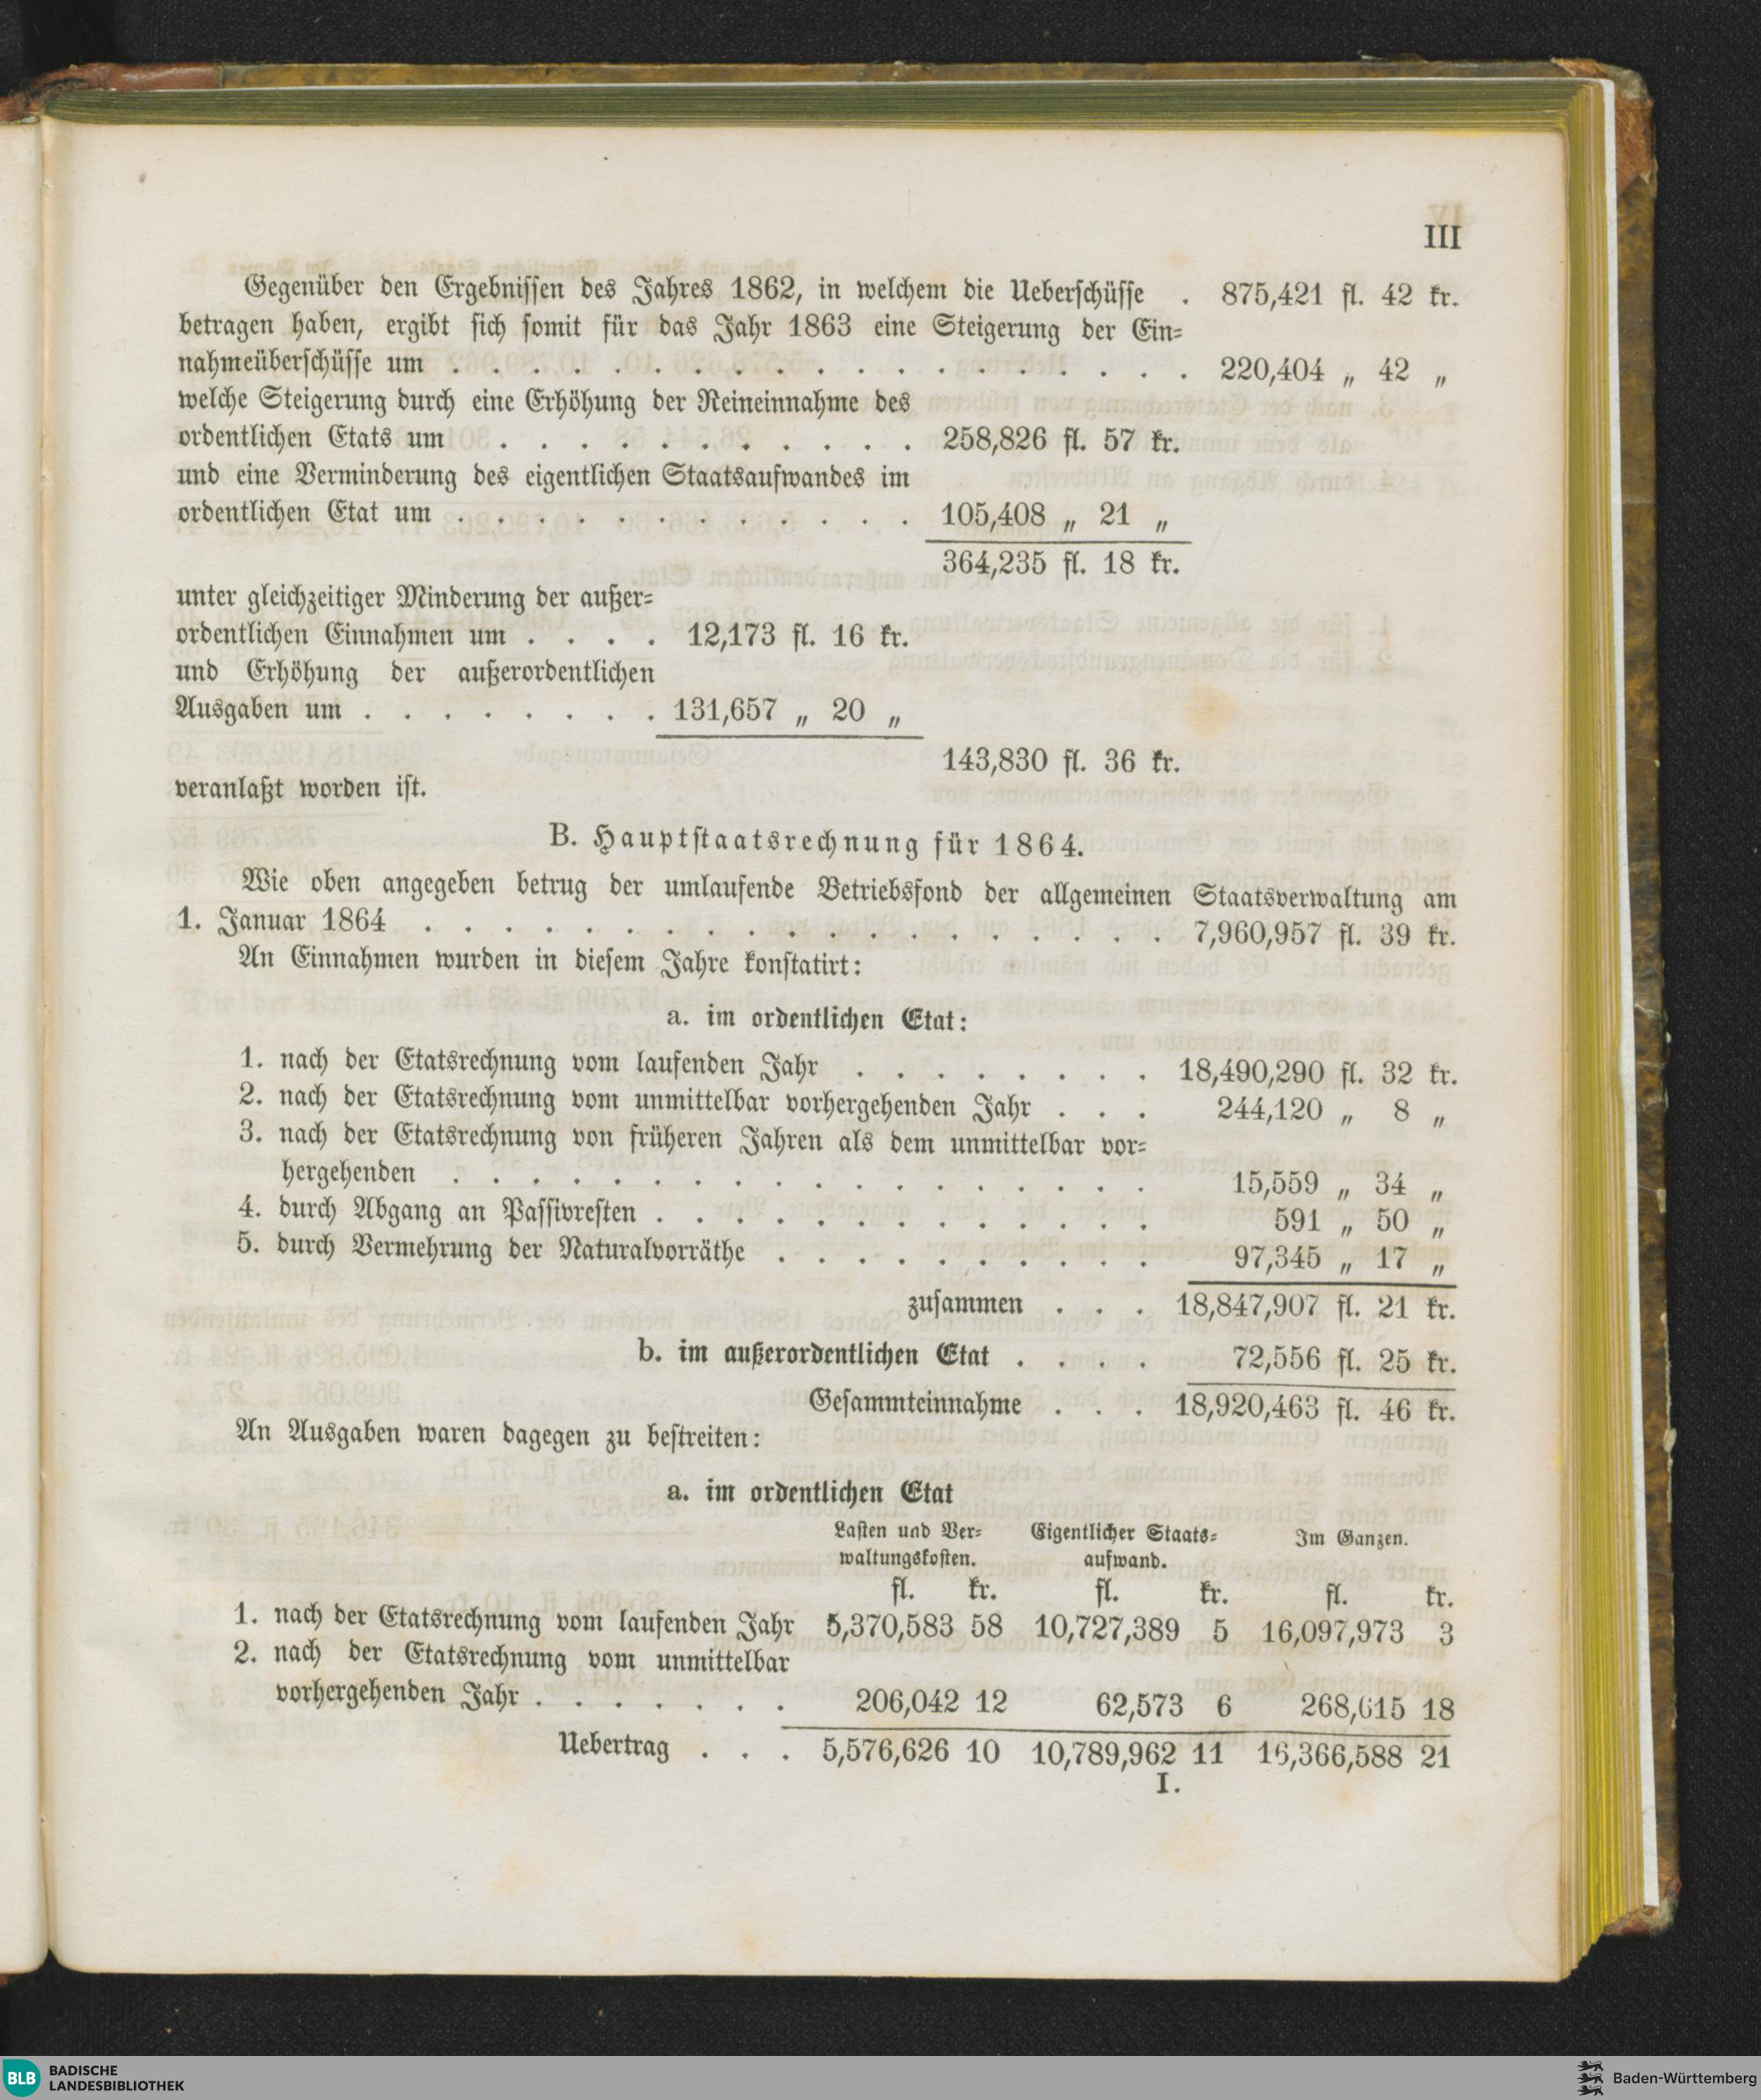 III
Gegenüber den Ergebnissen des Jahres 1862, in welchem die Ueberschüsse . 875,421 fl. 42 kr.
betragen haben, ergibt sich somit für das Jahr 1863 eine Steigerung der Ein=
nahmeüberschüsse um . . . . . . . . . . . . . . . . . . . 220,404 „ 42 „
welche Steigerung durch eine Erhöhung der Reineinnahme des
ordentlichen Etats um . . . . . . . . . . . 258,826 fl. 57 kr.
und eine Verminderung des eigentlichen Staatsaufwandes im
ordentlichen Etat um . . . . . . . . . . . . 105,408 „ 21 „
364,235 fl. 18 kr.
unter gleichzeitiger Minderung der außer=
ordentlichen Einnahmen um . . . . 12,173 fl. 16 kr.
und Erhöhung der außerordentlichen
Ausgaben um . . . . . . . . 131,657 „ 20 „
143,830 fl. 36 kr.
veranlaßt worden ist.
B. Hauptstaatsrechnung für 1864.
Wie oben angegeben betrug der umlaufende Betriebsfond der allgemeinen Staatsverwaltung am
1. Januar 1864 . . . . . . . . . . . . . . . . . . . 7,960,957 fl. 39 kr.
An Einnahmen wurden in diesem Jahre konstatirt:
a. im ordentlichen Etat:
1. nach der Etatsrechnung vom laufenden Jahr . . . . . . . . 18,490,290 fl. 32 kr.
2. nach der Etatsrechnung vom unmittelbar vorhergehenden Jahr . . . 244,120 „ 8 „
3. nach der Etatsrechnung von früheren Jahren als dem unmittelbar vor=
hergehenden . . . . . . . . . . . . . . . . . . 15,559 „ 34 „
4. durch Abgang an Passivresten . . . . . . . . . . . . . 591 „ 50 „
5. durch Vermehrung der Naturalvorräthe . . . . . . . . . . 97,345 „ 17 „
zusammen . . . 18,847,907 fl. 21 kr.
b. im außerordentlichen Etat . . . . 72,556 fl. 25 kr.
Gesammteinnahme . . . 18,920,463 fl. 46 kr.
An Ausgaben waren dagegen zu bestreiten:
a. im ordentlichen Etat
Lasten und Ver= Eigentlicher Staats= Im Ganzen.
waltungskosten. aufwand.
fl. kr. fl. kr. fl. kr.
1. nach der Etatsrechnung vom laufenden Jahr 5,370,583 58 10,727,389 5 16,097,973 3
2. nach der Etatsrechnung vom unmittelbar
vorhergehenden Jahr . . . . . . . 206,042 12 62,573 6 268,615 18
Uebertrag . . . 5,576,626 10 10,789,962 11 16,366,588 21
I.
BLB BADISCHE
LANDESBIBLIOTHEK
Baden-Württemberg